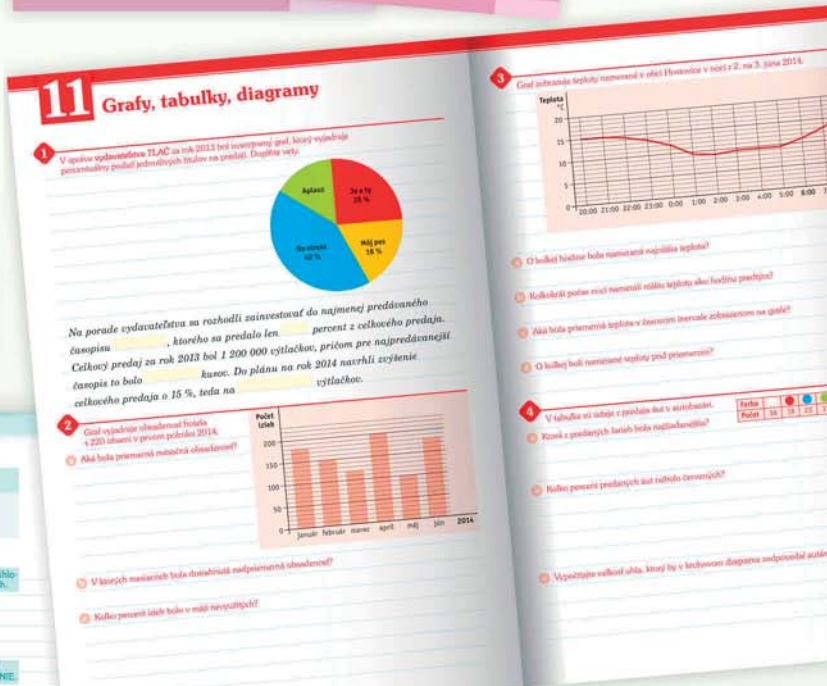 11 Grafy, tabuľky, diagramy
1
V správe vydavateľstva TLAČ za rok 2013 bol uverejnený graf, ktorý vyjadruje
percentuálny podiel jednotlivých titulov na predaji. Doplňte vety.
Aplauz
Ja a ty
25 %
No stress
42 %
Môj pes
18 %
Na porade vydavateľstva sa rozhodli zainvestovať do najmenej predávaného
časopisu , ktorého sa predalo len percent z celkového predaja.
Celkový predaj za rok 2013 bol 1 200 000 výtlačkov, pričom pre najpredávanejší
časopis to bolo kusov. Do plánu na rok 2014 navrhli zvýšenie
celkového predaja o 15 %, teda na výtlačkov.
2
Graf vyjadruje obsadenosť hotela
s 220 izbami v prvom polroku 2014.
Aká bola priemerná mesačná obsadenosť?
Počet
izieb
200
150
100
50
0
január február marec apríl máj jún 2014
V ktorých mesiacoch bola dosiahnutá nadpriemerná obsadenosť?
Koľko percent izieb bolo v máji nevyužitých?
3
Graf zobrazuje teploty namerané v obci v noci z 2. na 3. júna 2014.
Teplota
°C
20
15
10
5
0
20:00 21:00 22:00 23:00 0:00 1:00 2:00 3:00 4:00 5:00 6:00
O koľkej hodine bola nameraná najnižšia teplota?
Koľkokrát počas noci namerali nižšiu teplotu ako hodinu predtým?
Aká bola priemerná teplota v časovom intervale zobrazenom na grafe?
O koľkej boli namerané teploty pod priemerom?
4
V tabuľke sú údaje z predaja áut v autobazári.
Farba
Počet 16 18 22
Ktorá z predaných farieb bola najžiadanejšia?
Koľko percent predaných áut nebolo červených?
Vypočítajte veľkosť uhla, ktorý by v kruhovom diagrame zodpovedal
NIE.